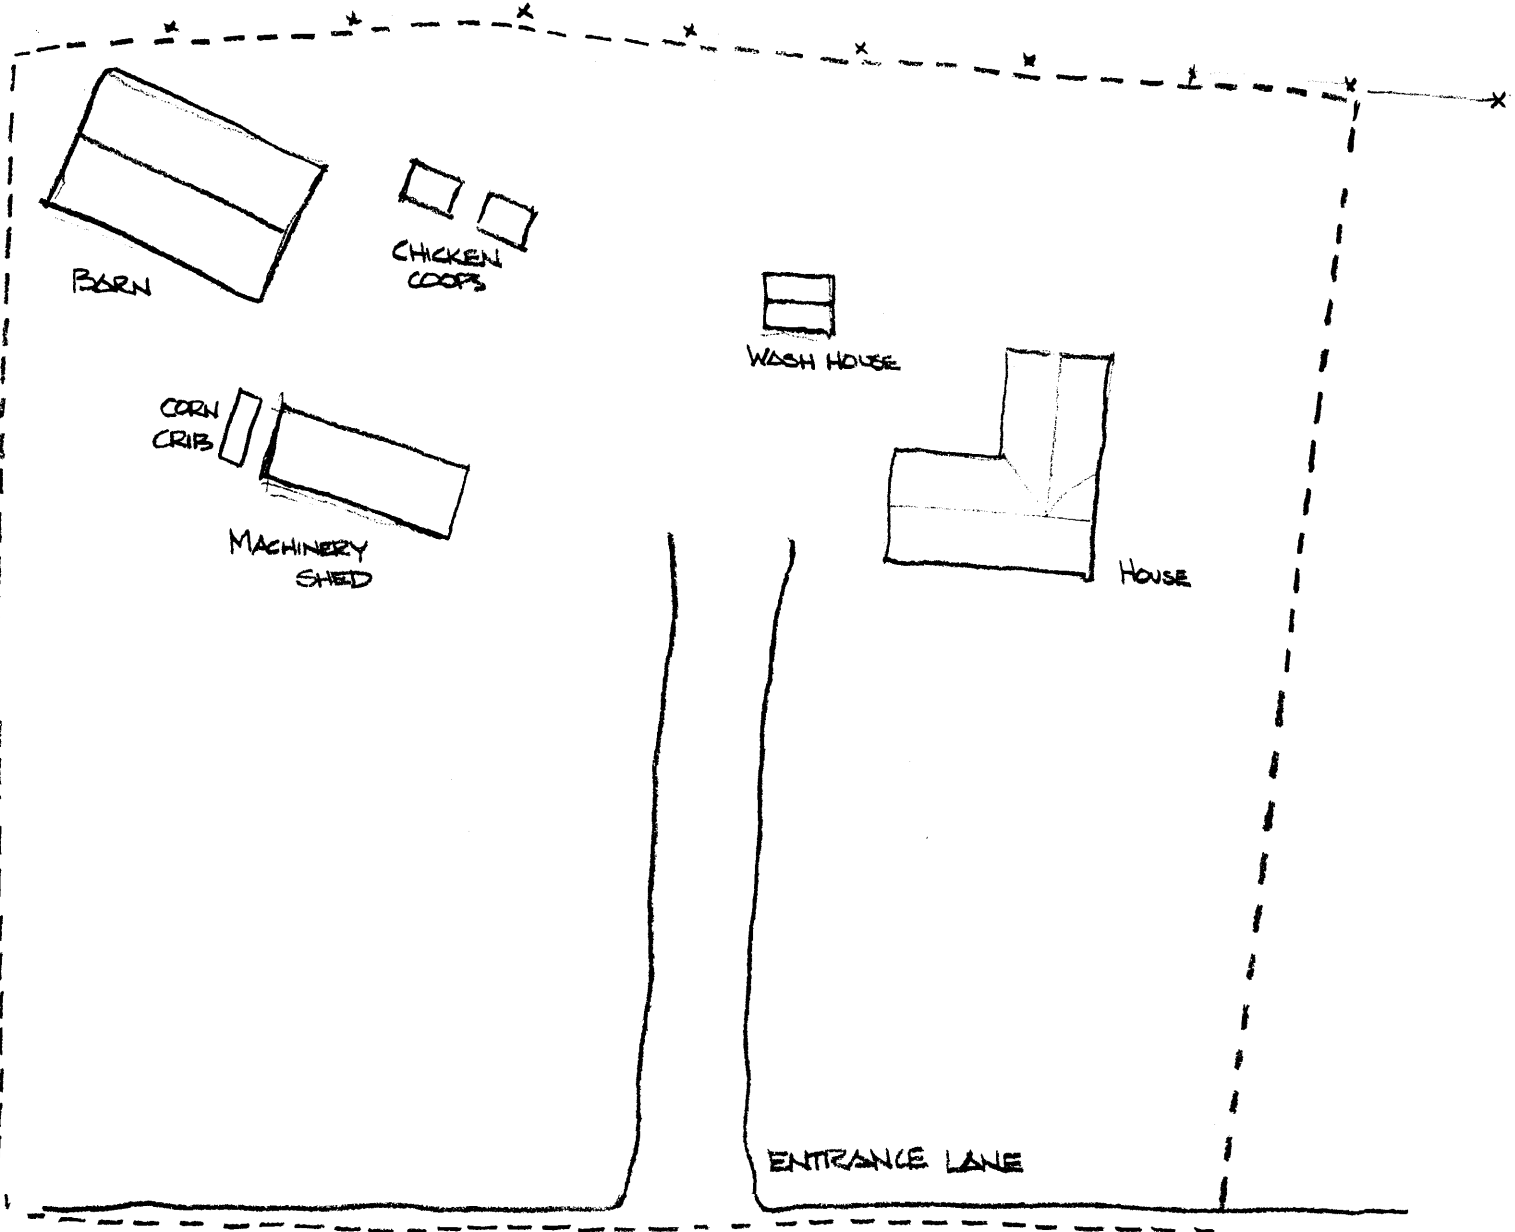 BARN
CHICKEN
COOPS
WASH HOUSE
CORN
CRIB
MACHINERY
SHED
HOUSE
ENTRANCE LANE